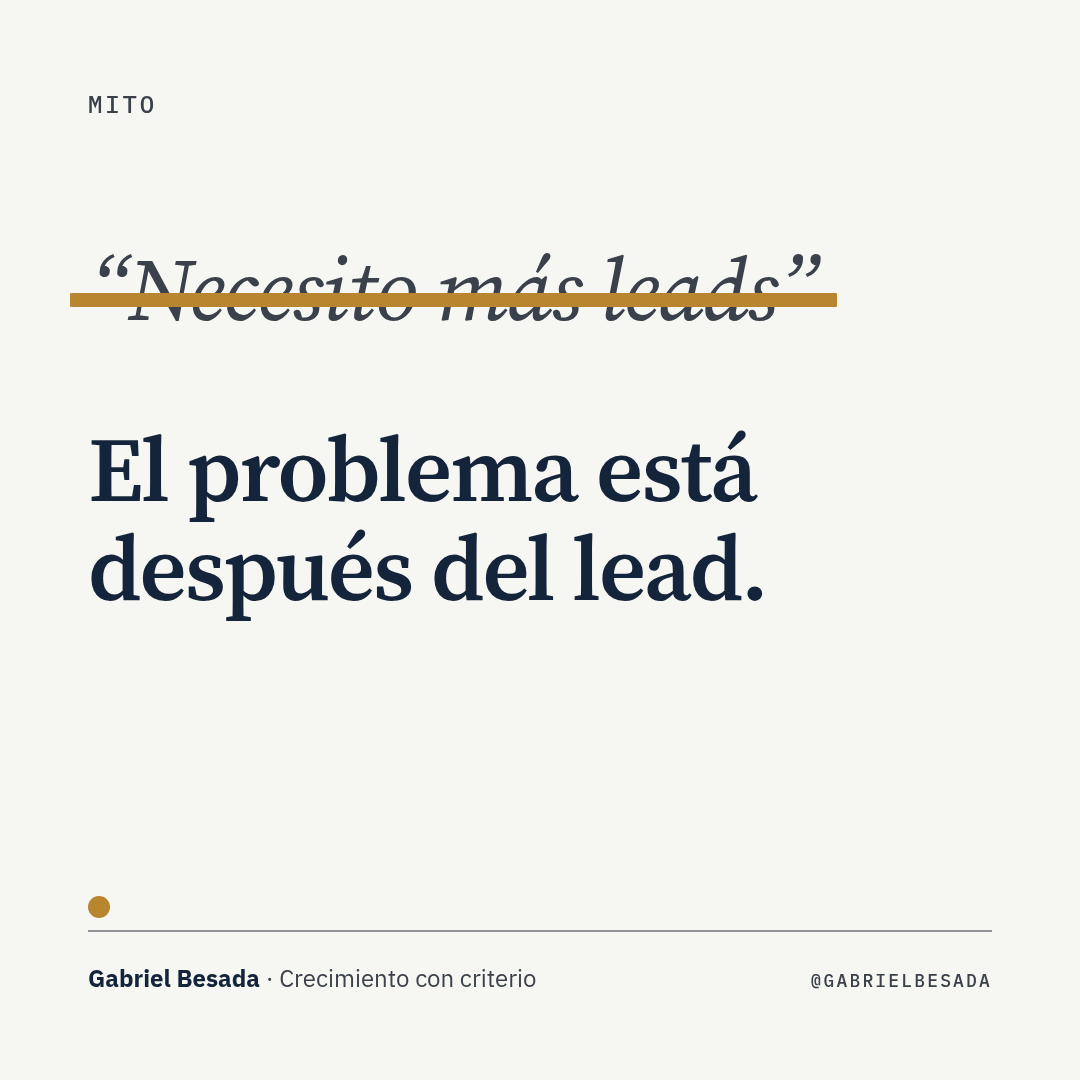 MITO
“Necesito más leads”
El problema está
después del lead.
Gabriel Besada · Crecimiento con criterio
@GABRIELBESADA